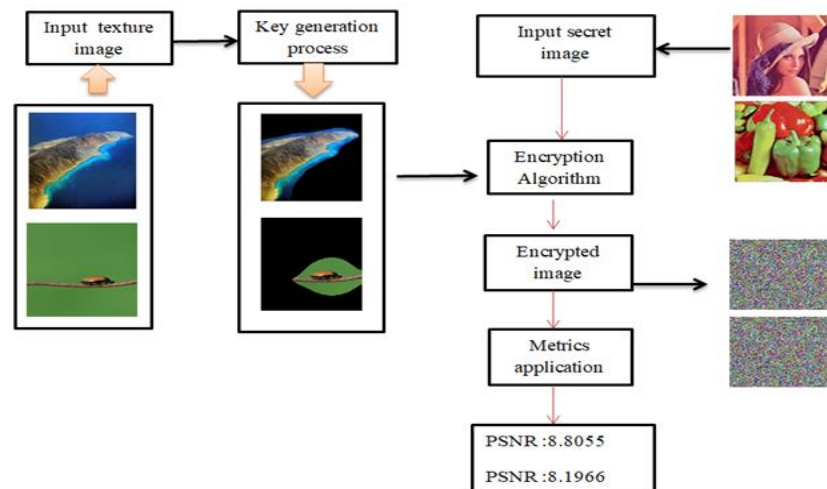 Input texture
image
Key generation
process
Input secret
image
Encryption
Algorithm
Encrypted
image
Metrics
application
PSNR :8.8055
PSNR :8.1966